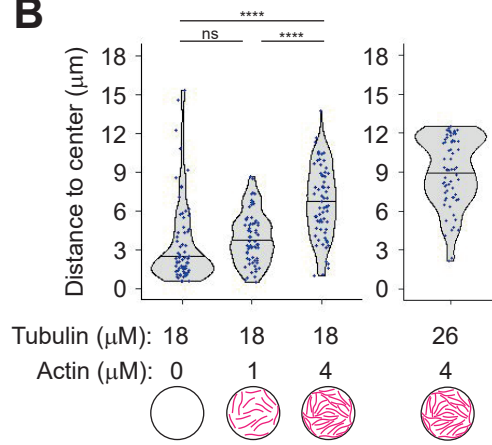 B
****
ns ****
Distance to center (μm)
18 18
15 15
12 12
9 9
6 6
3 3
0 0
Tubulin (μM): 18 18 18 26
Actin (μM): 0 1 4 4